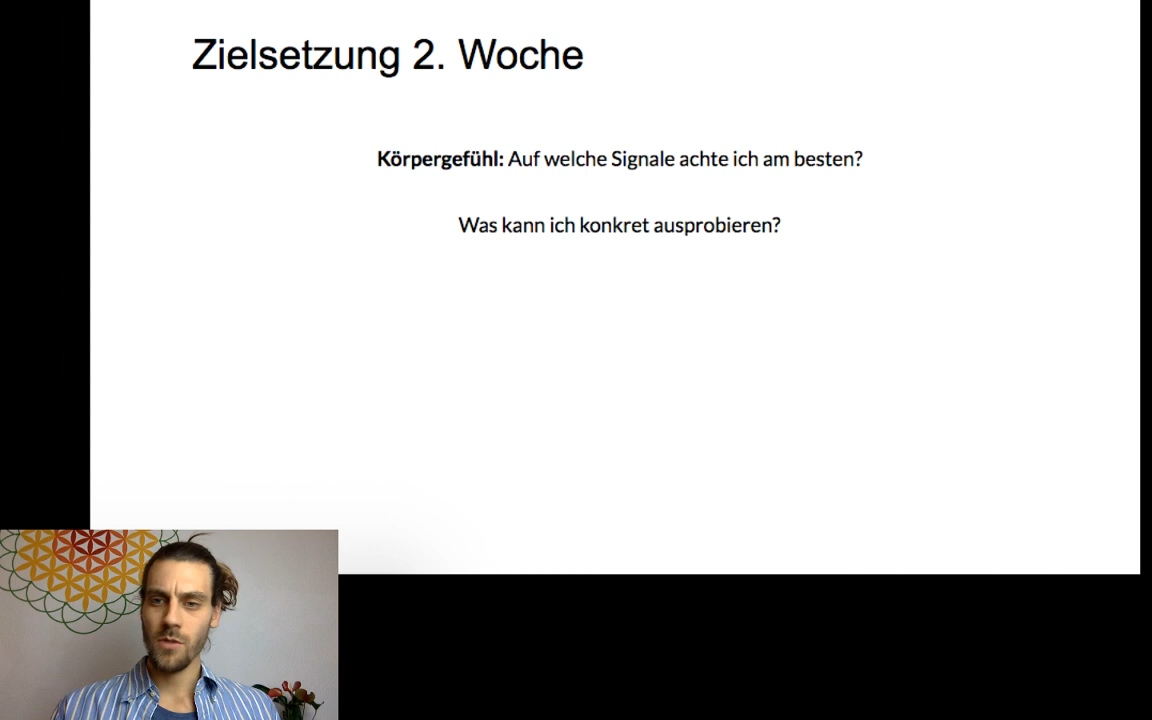 Zielsetzung 2. Woche
Körpergefühl: Auf welche Signale achte ich am besten?
Was kann ich konkret ausprobieren?